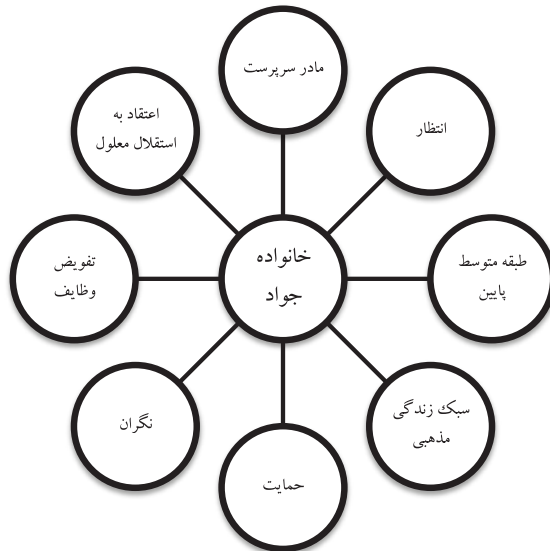 مادر سرپرست
انتظار
طبقه متوسط
پایین
سبک زندگی
مذهبی
حمایت
نگران
تفویض
وظایف
اعتقاد به
استقلال معلول
خانواده
جواد